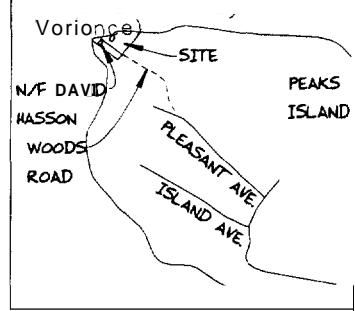 Vorionce
SITE
N/F DAVID
HASSON
WOODS
ROAD
PEAKS
ISLAND
PLEASANT AVE.
ISLAND AVE.